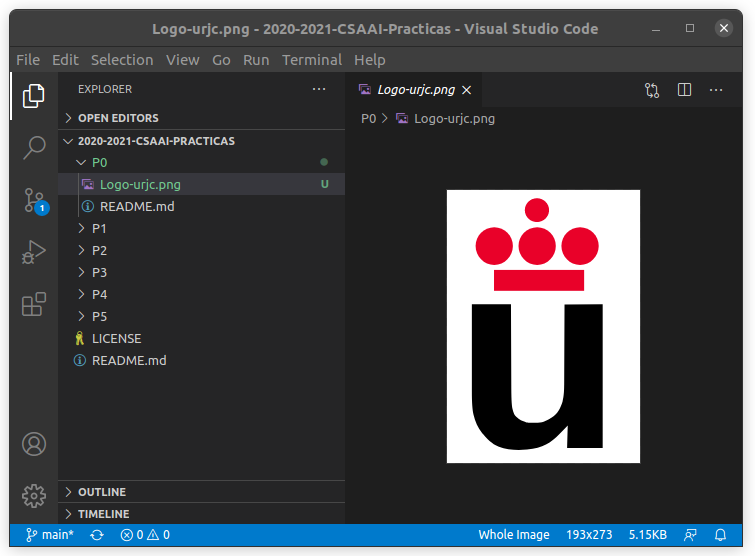 Logo-urjc.png - 2020-2021-CSAAI-Practicas - Visual Studio Code
File Edit Selection View Go Run Terminal Help
EXPLORER
OPEN EDITORS
2020-2021-CSAAI-PRACTICAS
P0
Logo-urjc.png U
README.md
P1
P2
P3
P4
P5
LICENSE
README.md
OUTLINE
TIMELINE
1
Logo-urjc.png
P0 > Logo-urjc.png
u
main* 0 0 Whole Image 193x273 5.15KB